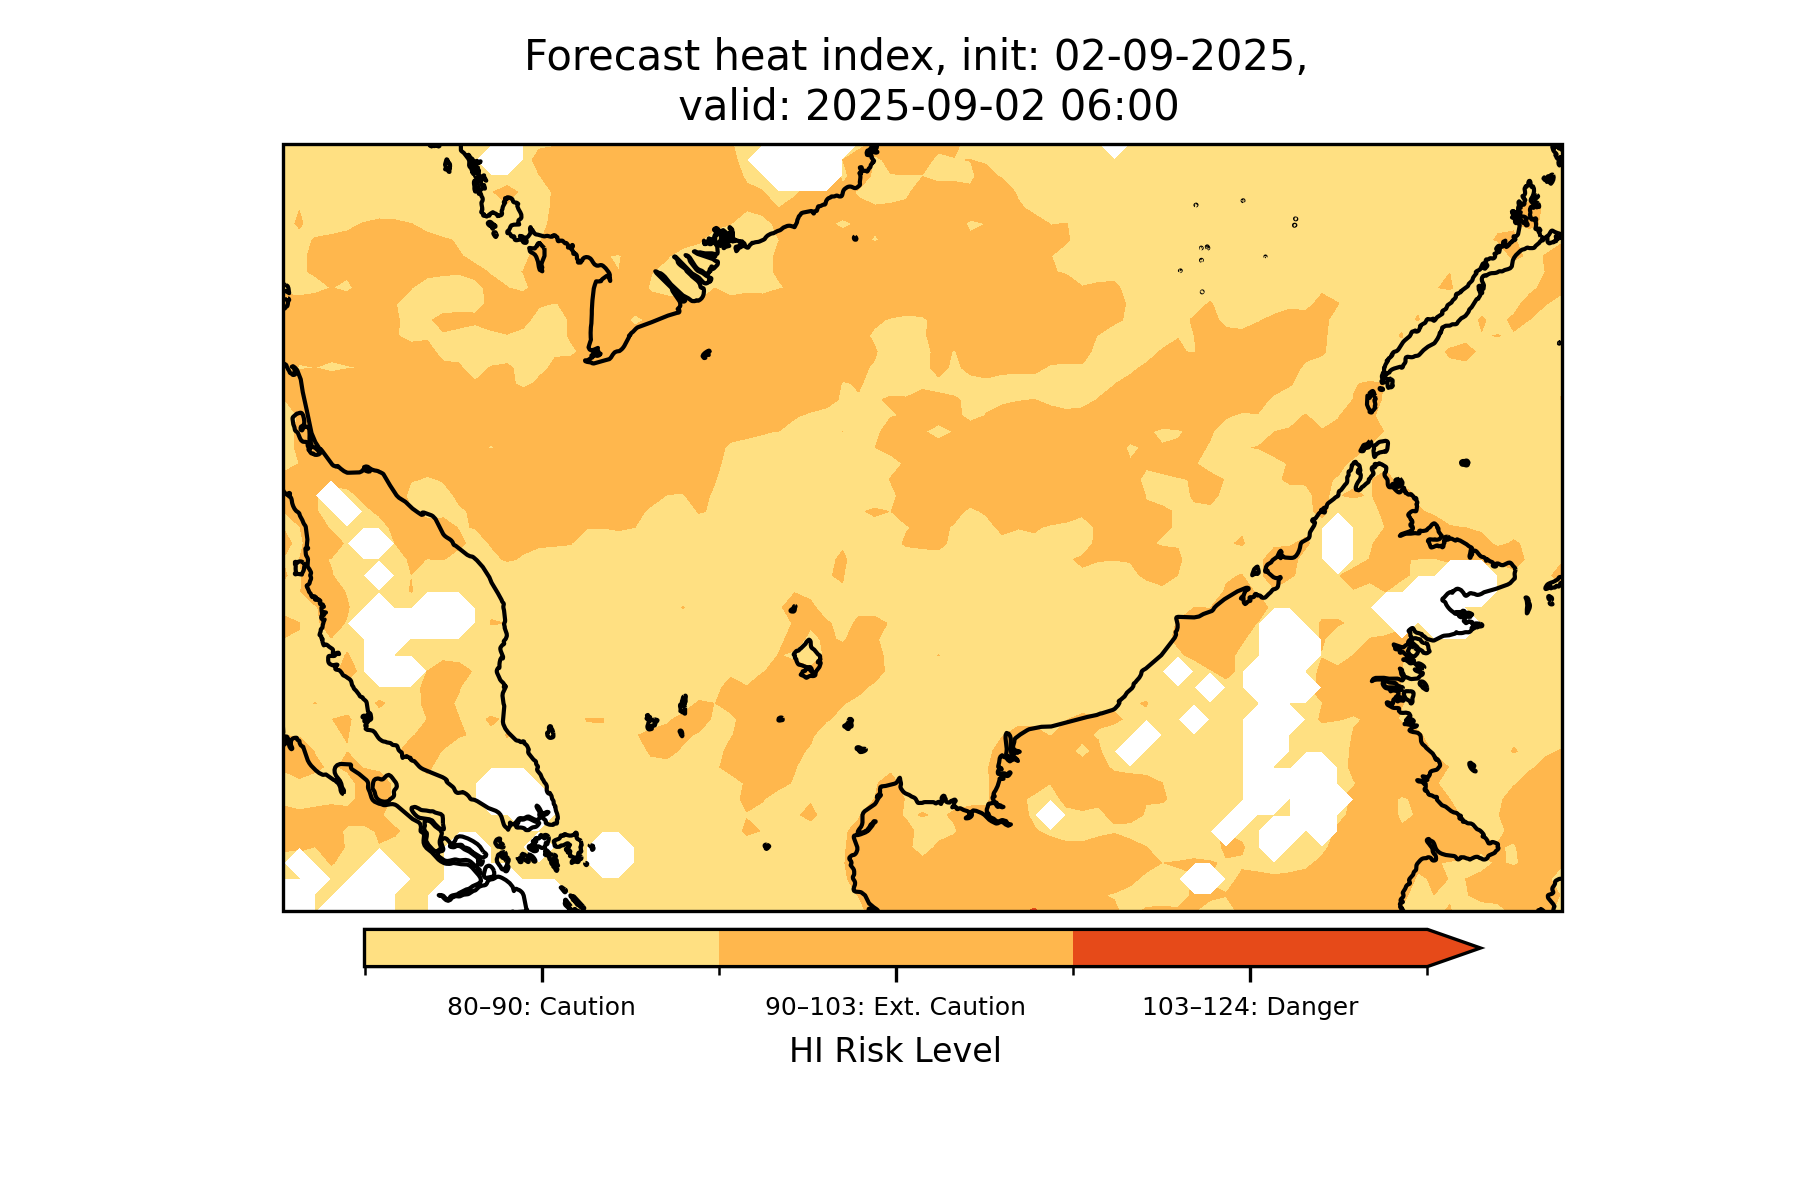 Forecast heat index, init: 02-09-2025,
valid: 2025-09-02 06:00
80–90: Caution
90–103: Ext. Caution
103–124: Danger
HI Risk Level